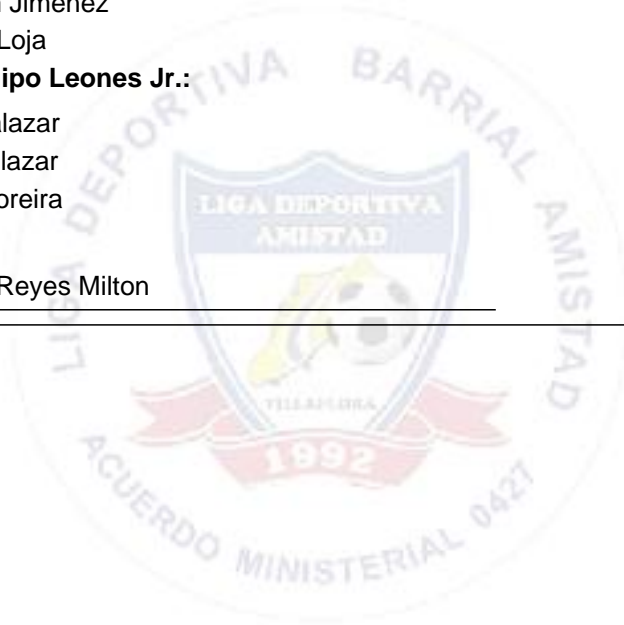 Jiménez
Loja
ipo Leones Jr.:
alazar
lazar
oreira
Reyes Milton
LIGA DEPORTIVA BARRIAL AMISTAD
LIGA DEPORTIVA
AMISTAD
VILLAFLORA
1992
ACUERDO MINISTERIAL 0427